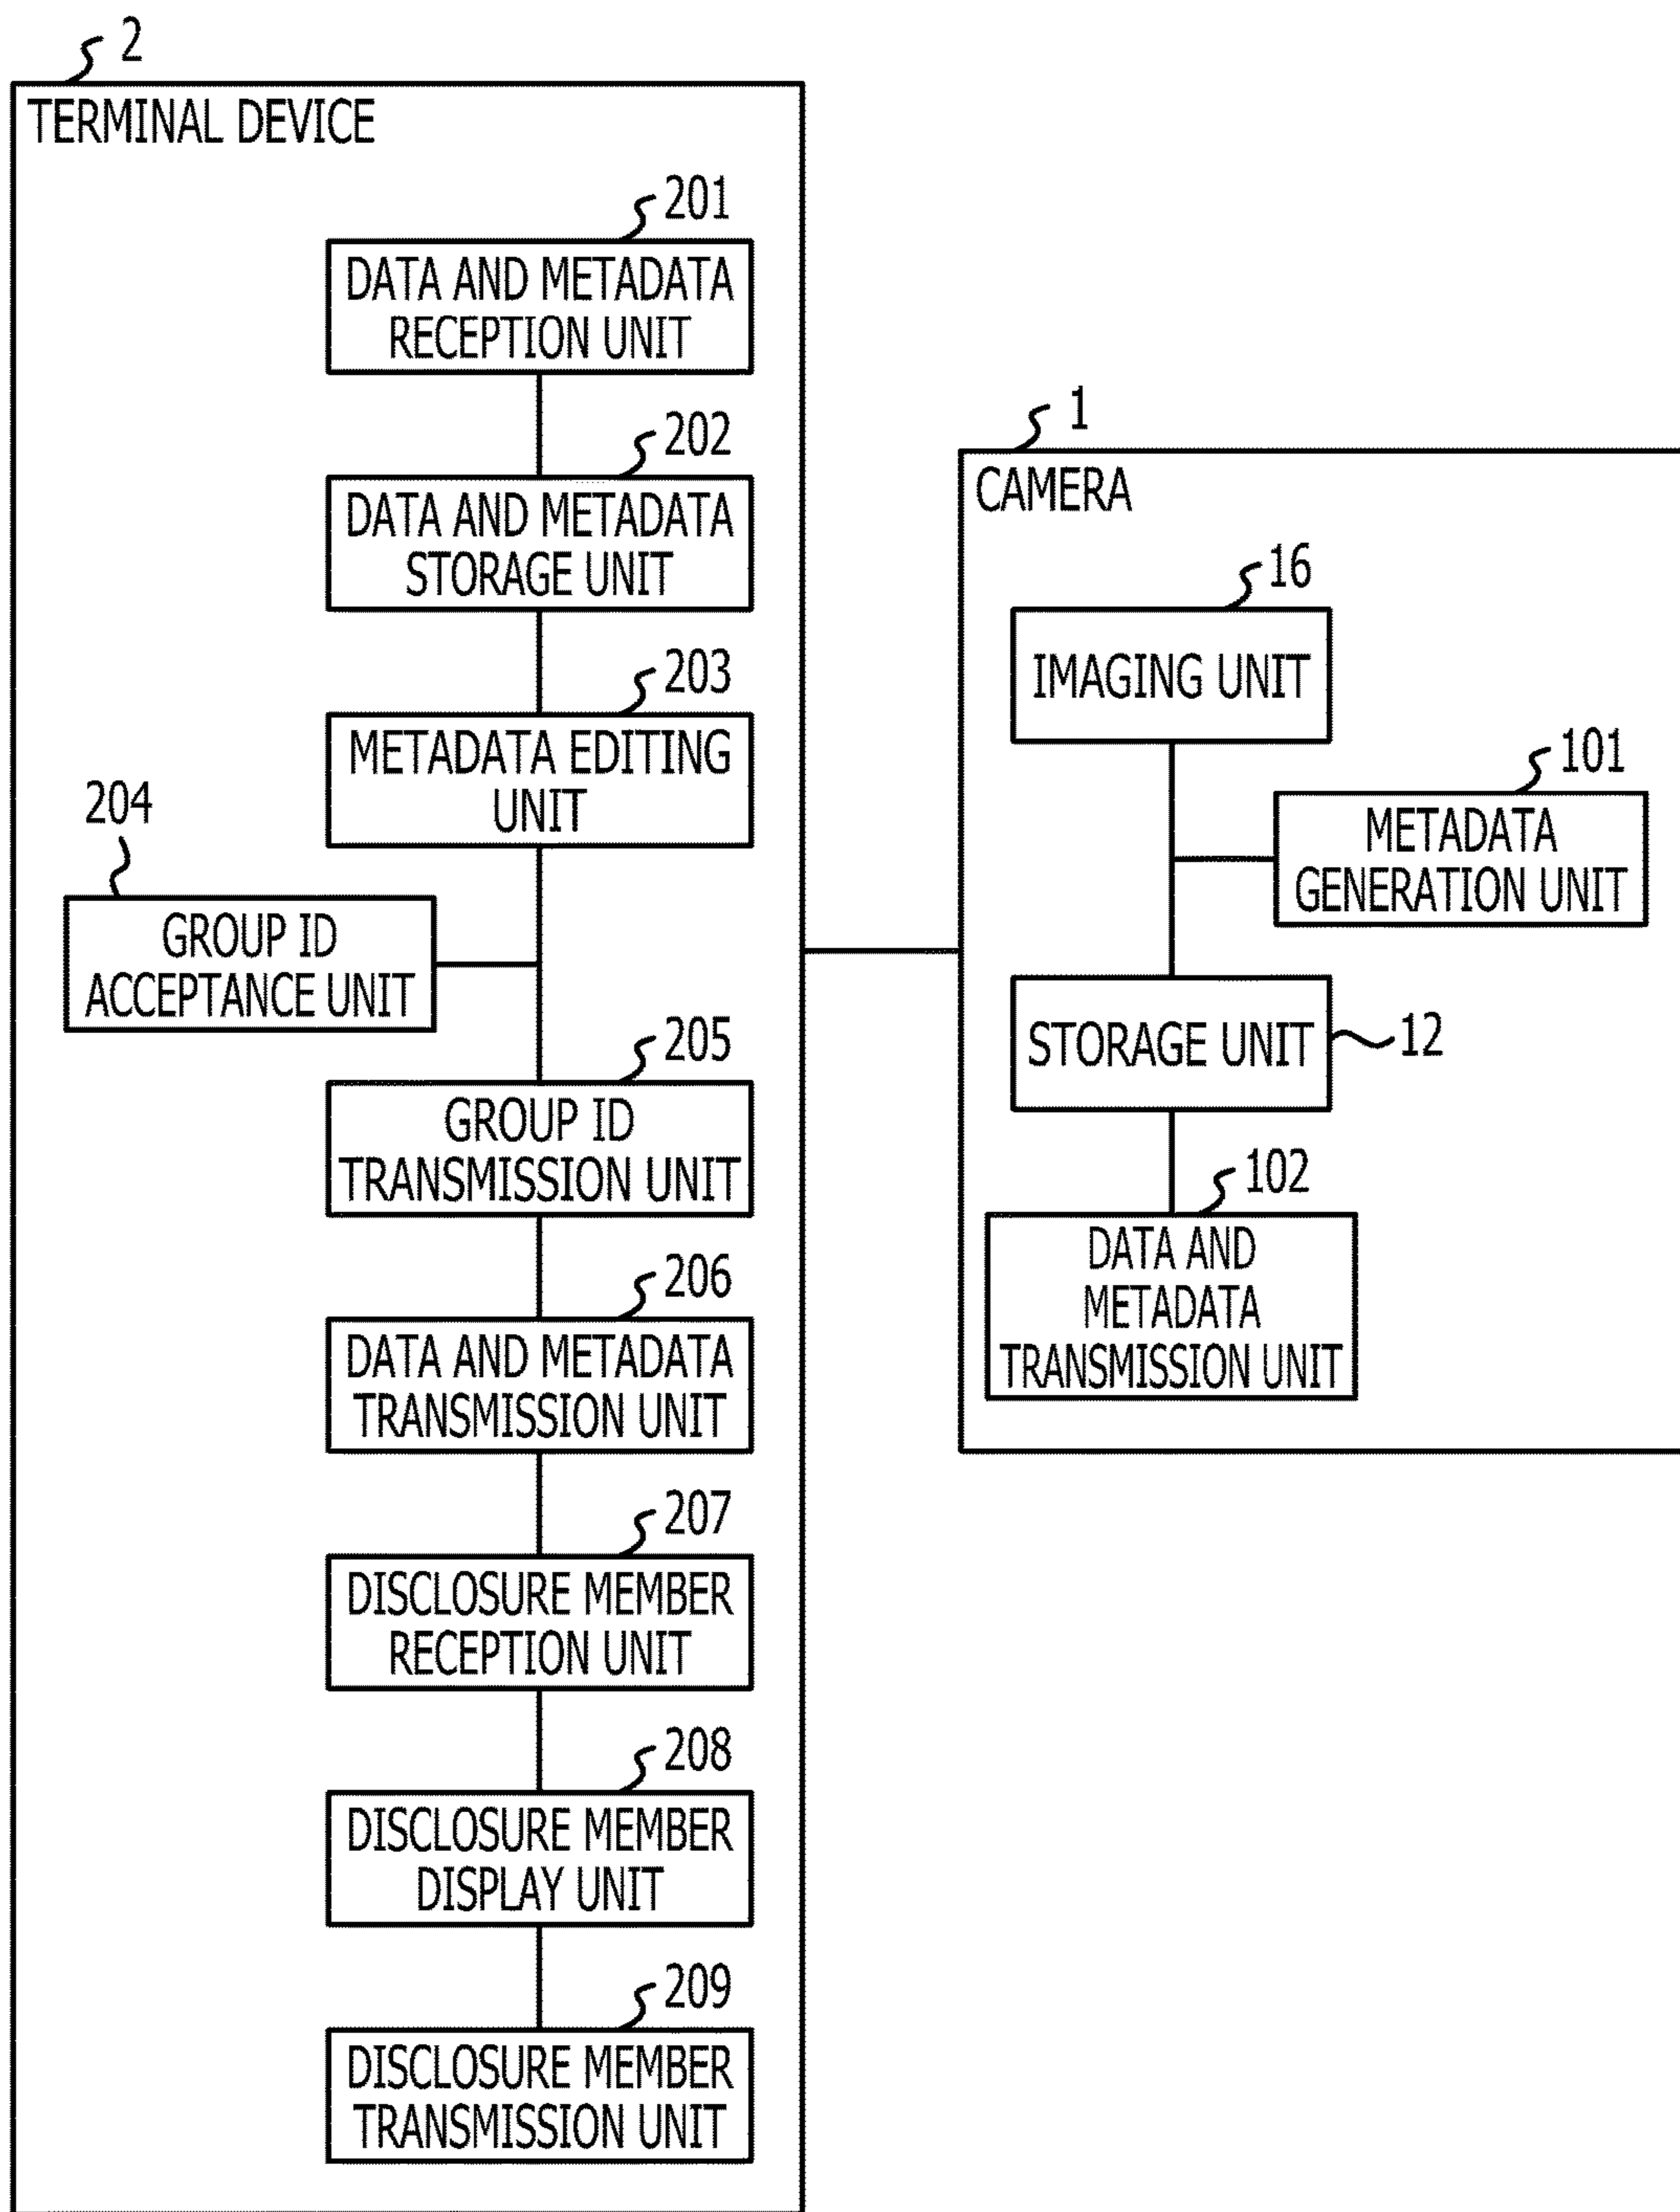 2
TERMINAL DEVICE
201
DATA AND METADATA
RECEPTION UNIT
202
DATA AND METADATA
STORAGE UNIT
203
METADATA EDITING
UNIT
204
GROUP ID
ACCEPTANCE UNIT
205
GROUP ID
TRANSMISSION UNIT
206
DATA AND METADATA
TRANSMISSION UNIT
207
DISCLOSURE MEMBER
RECEPTION UNIT
208
DISCLOSURE MEMBER
DISPLAY UNIT
209
DISCLOSURE MEMBER
TRANSMISSION UNIT
1
CAMERA
16
IMAGING UNIT
101
METADATA
GENERATION UNIT
STORAGE UNIT
12
102
DATA AND
METADATA
TRANSMISSION UNIT